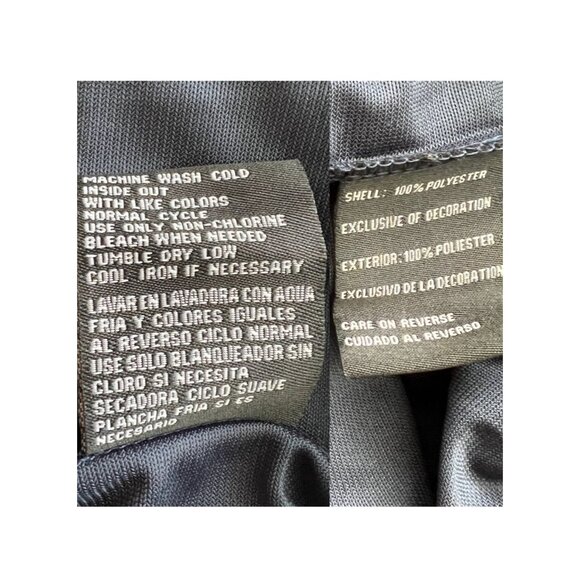 MACHINE WASH COLD
INSIDE OUT
WITH LIKE COLORS
NORMAL CYCLE
USE ONLY NON-CHLORINE
BLEACH WHEN NEEDED
TUMBLE DRY LOW
COOL IRON IF NECESSARY
LAVAR EN LAVADORA CON AQUA
FRIA Y COLORES IGUALES
AL REVERSO CICLO NORMAL
USE SOLO BLANQUEADOR SIN
CLORO SI NECESITA
SECADORA CICLO SUAVE
PLANCHA FRIA SI ES
NECESARIO
SHELL: 100% POLYESTER
EXCLUSIVE OF DECORATION
EXTERIOR: 100% POLIESTER
EXCLUSIVO DE LA DECORATION
CARE ON REVERSE
CUIDADO AL REVERSO